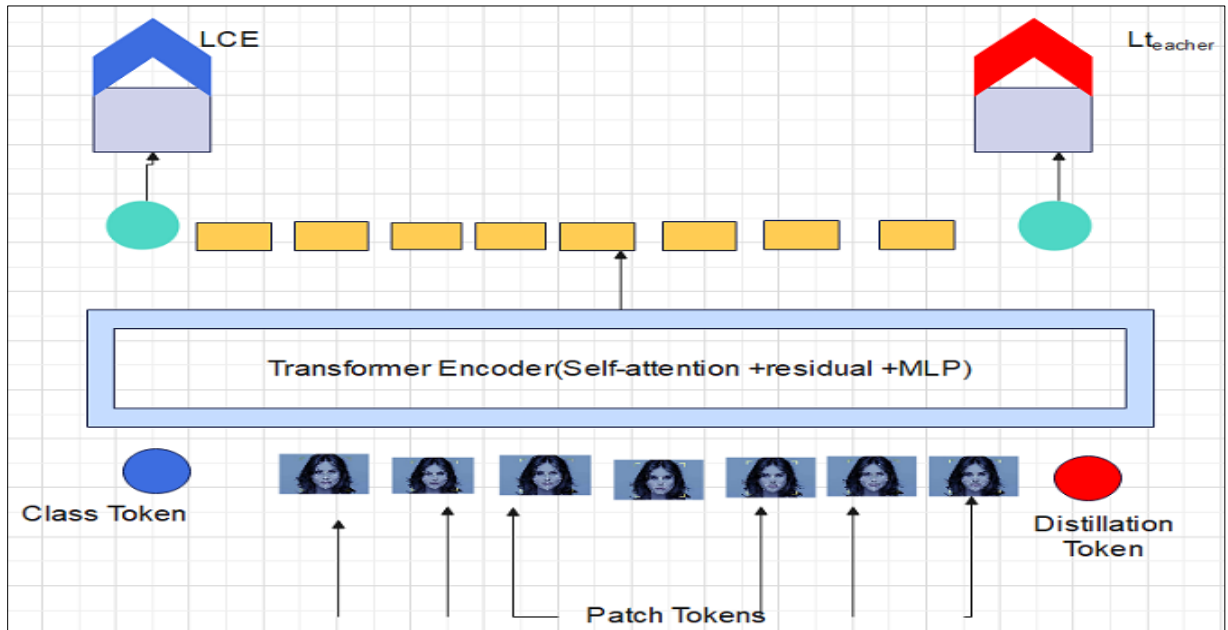 LCE
Lteacher
Transformer Encoder(Self-attention +residual +MLP)
Class Token
Distillation
Token
Patch Tokens